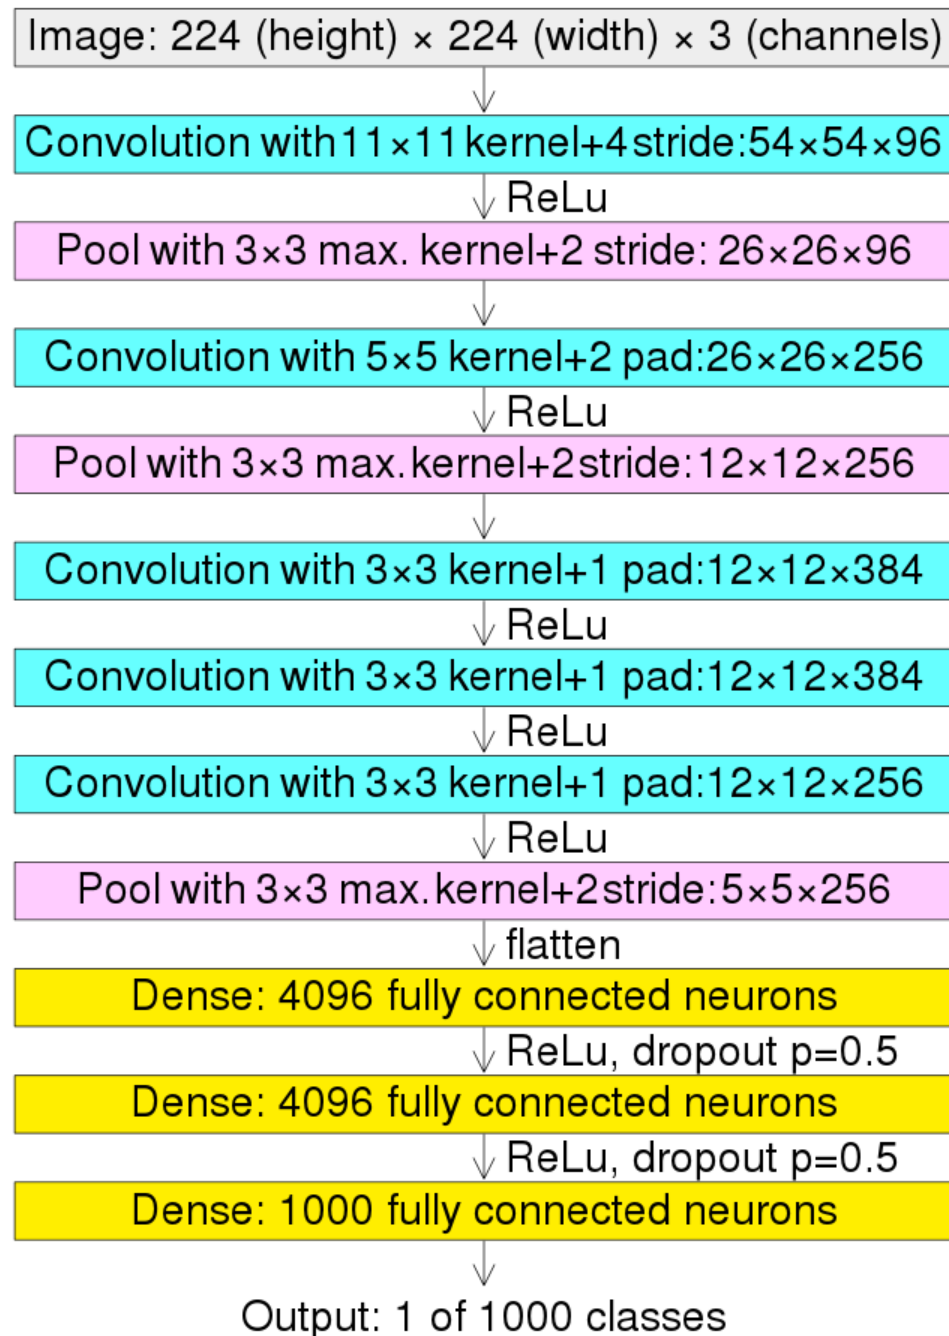 Image: 224 (height) × 224 (width) × 3 (channels)
Convolution with 11×11 kernel+4 stride:54×54×96
ReLu
Pool with 3×3 max. kernel+2 stride: 26×26×96
Convolution with 5×5 kernel+2 pad:26×26×256
ReLu
Pool with 3×3 max. kernel+2 stride:12×12×256
Convolution with 3×3 kernel+1 pad:12×12×384
ReLu
Convolution with 3×3 kernel+1 pad:12×12×384
ReLu
Convolution with 3×3 kernel+1 pad:12×12×256
ReLu
Pool with 3×3 max. kernel+2 stride:5×5×256
flatten
Dense: 4096 fully connected neurons
ReLu, dropout p=0.5
Dense: 4096 fully connected neurons
ReLu, dropout p=0.5
Dense: 1000 fully connected neurons
Output: 1 of 1000 classes